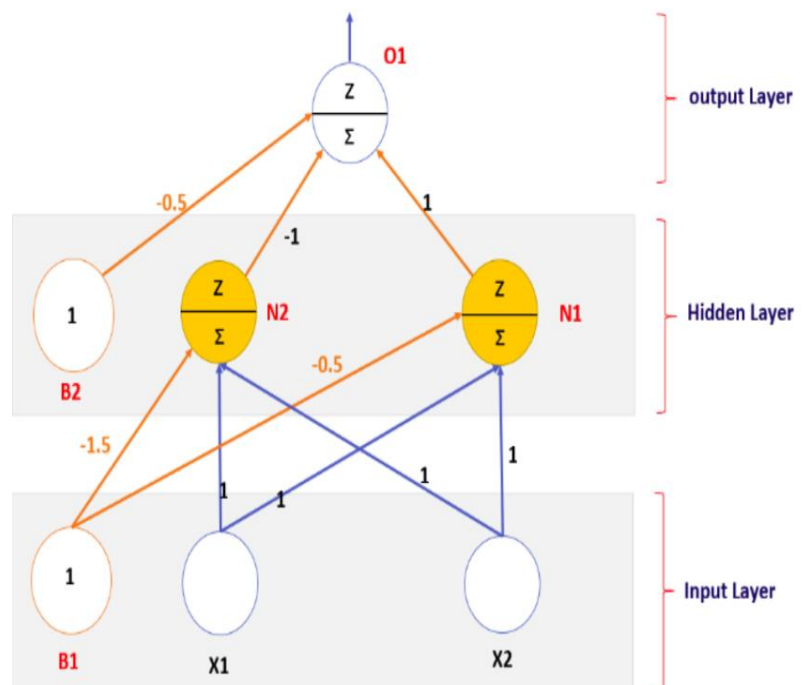 O1
Z
Σ
output Layer
-0.5
-1
1
1
B2
Z
Σ
N2
Z
Σ
N1
Hidden Layer
-0.5
-1.5
1
1
1
1
1
B1
X1
X2
Input Layer